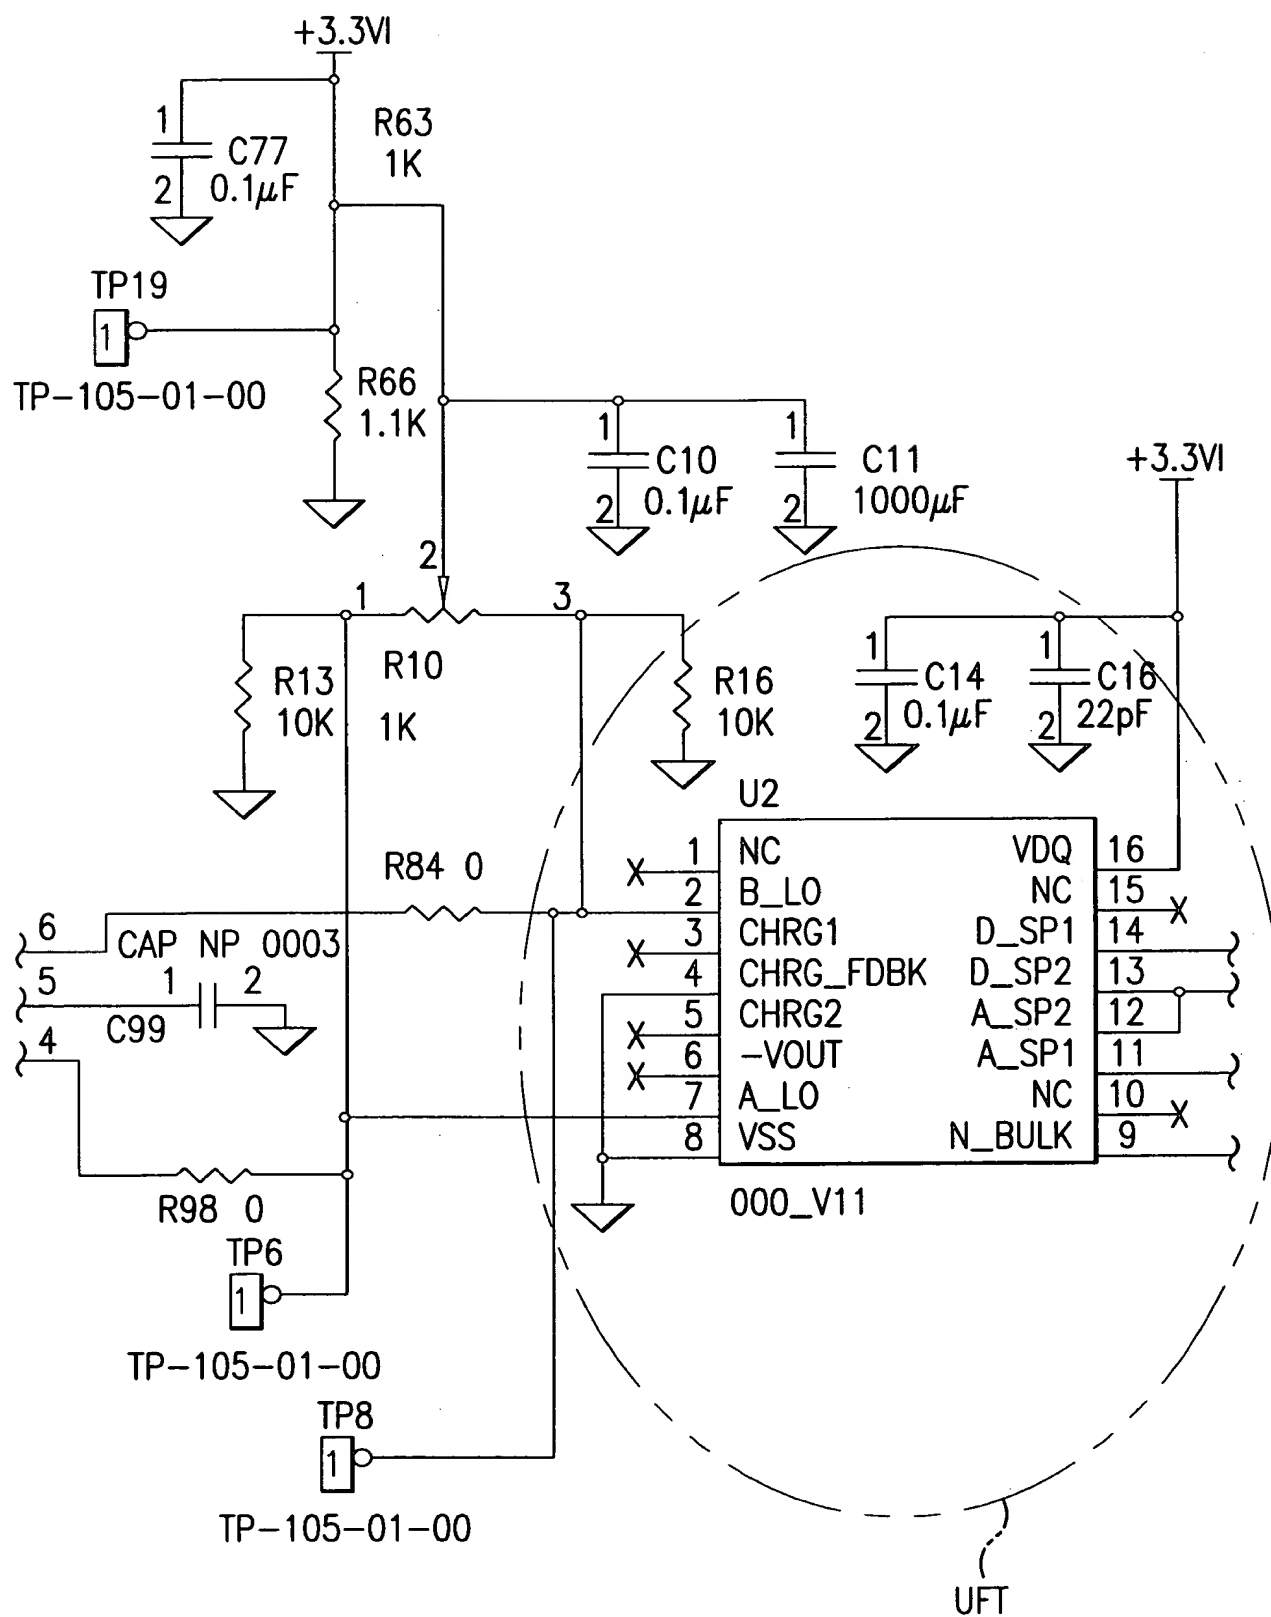 +3.3VI
1
R63
C77
1K
2
0.1µF
TP19
1
TP-105-01-00
R66
1.1K
1
C10
2
0.1µF
1
C11
2
1000µF
+3.3VI
2
1
3
R10
1K
R13
10K
R16
10K
1
C14
2
0.1µF
1
C16
2
22pF
U2
1 NC
2 B_LO
3 CHRG1
4 CHRG_FDBK
5 CHRG2
6 -VOUT
7 A_LO
8 VSS
VDQ 16
NC 15
D_SP1 14
D_SP2 13
A_SP2 12
A_SP1 11
NC 10
N_BULK 9
000_V11
R84 0
6
CAP NP 0003
5
1
2
C99
4
R98 0
TP6
1
TP-105-01-00
TP8
1
TP-105-01-00
UFT